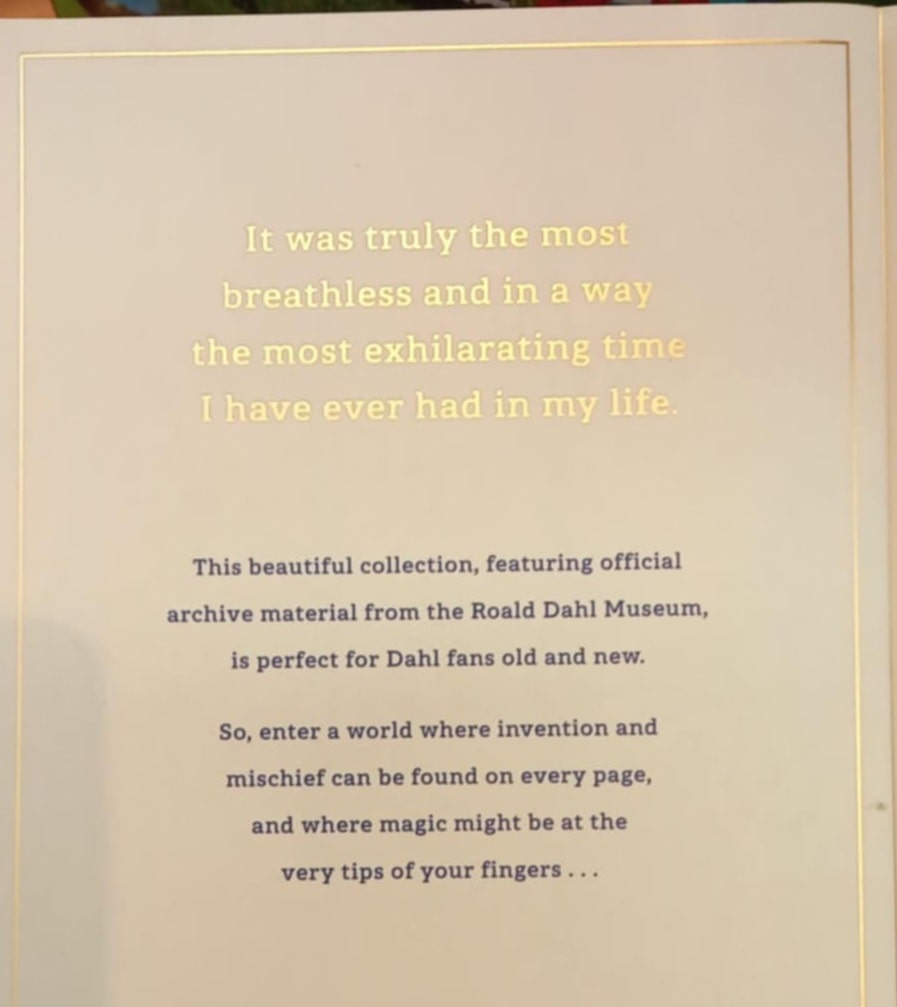 It was truly the most
breathless and in a way
the most exhilarating time
I have ever had in my life.
This beautiful collection, featuring official
archive material from the Roald Dahl Museum,
is perfect for Dahl fans old and new.
So, enter a world where invention and
mischief can be found on every page,
and where magic might be at the
very tips of your fingers . . .